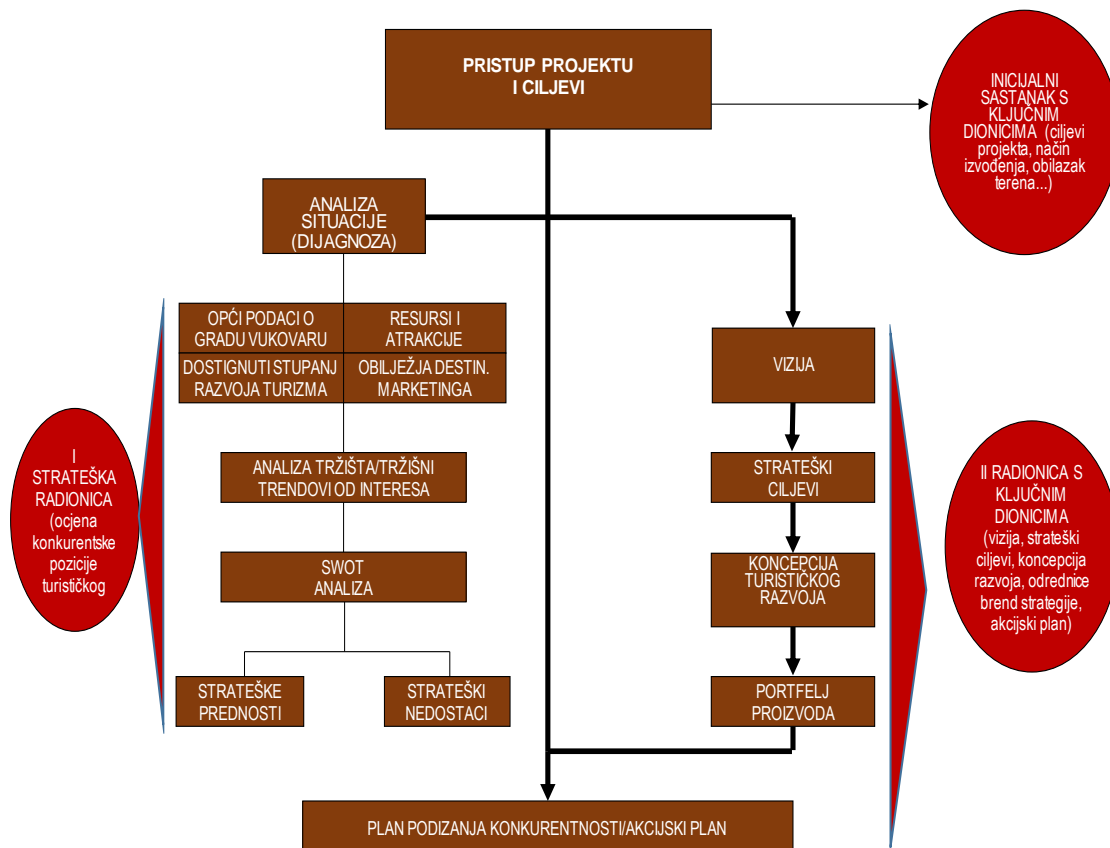 PRISTUP PROJEKTU
I CILJEVI
INICIJALNI
SASTANAK S
KLJUČNIM
DIONICIMA (ciljevi
projekta, način
izvođenja, obilazak
terena...)
ANALIZA
SITUACIJE
(DIJAGNOZA)
OPĆI PODACI O
GRADU VUKOVARU
RESURSI I
ATRAKCIJE
DOSTIGNUTI STUPANJ
RAZVOJA TURIZMA
OBILJEŽJA DESTIN.
MARKETINGA
ANALIZA TRŽIŠTA/TRŽIŠNI
TRENDOVI OD INTERESA
SWOT
ANALIZA
STRATEŠKE
PREDNOSTI
STRATEŠKI
NEDOSTACI
I
STRATEŠKA
RADIONICA
(ocjena
konkurentske
pozicije
turističkog
VIZIJA
STRATEŠKI
CILJEVI
KONCEPCIJA
TURISTIČKOG
RAZVOJA
PORTFELJ
PROIZVODA
II RADIONICA S
KLJUČNIM
DIONICIMA
(vizija, strateški
ciljevi, koncepcija
razvoja, odrednice
brend strategije,
akcijski plan)
PLAN PODIZANJA KONKURENTNOSTI/AKCIJSKI PLAN